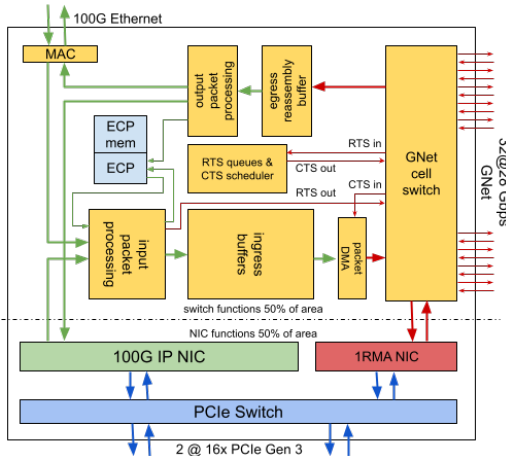 100G Ethernet
MAC
output
packet
processing
egress
reassembly
buffer
ECP
mem
ECP
RTS queues &
CTS scheduler
RTS in
CTS out
GNet
cell
switch
32@28 Gbps
GNet
RTS out
CTS in
input
packet
processing
ingress
buffers
packet
DMA
switch functions 50% of area
NIC functions 50% of area
100G IP NIC
1RMA NIC
PCIe Switch
2 @ 16x PCIe Gen 3